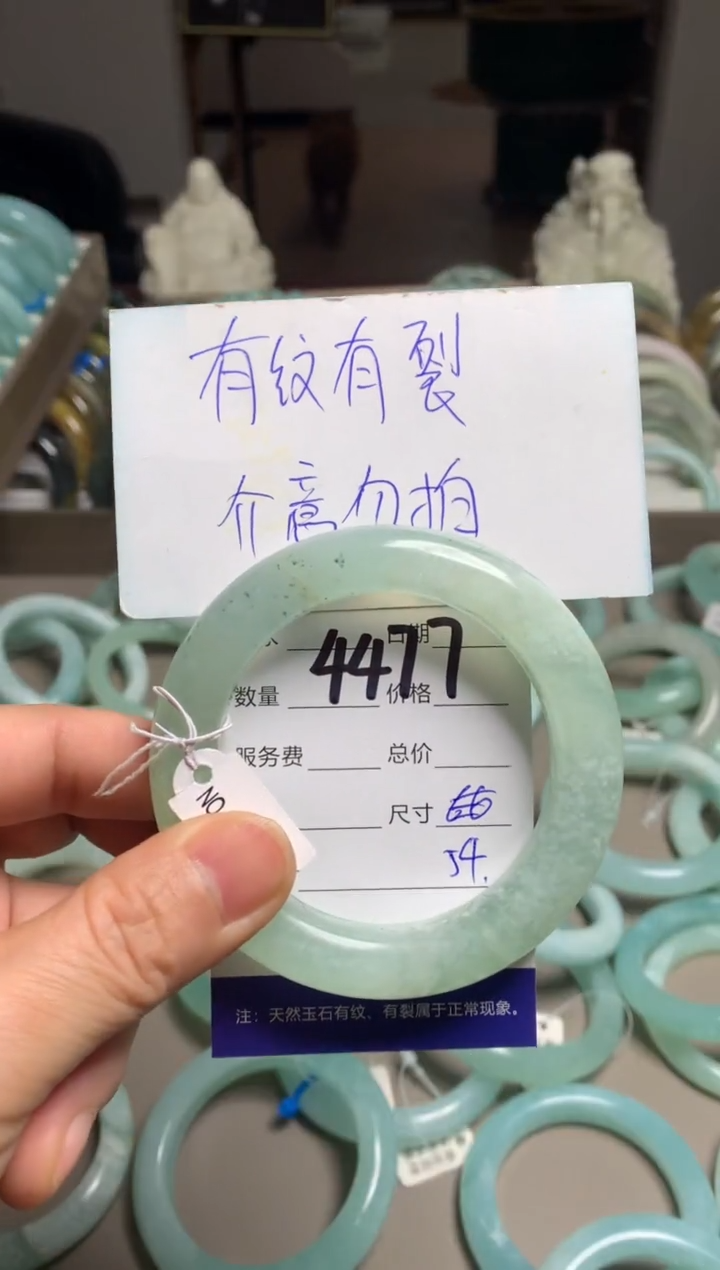 有纹有裂
介意勿拍
日期
4477
数量 价格
服务费 总价
尺寸 66
54.
NO
注：天然玉石有纹、有裂属于正常现象。